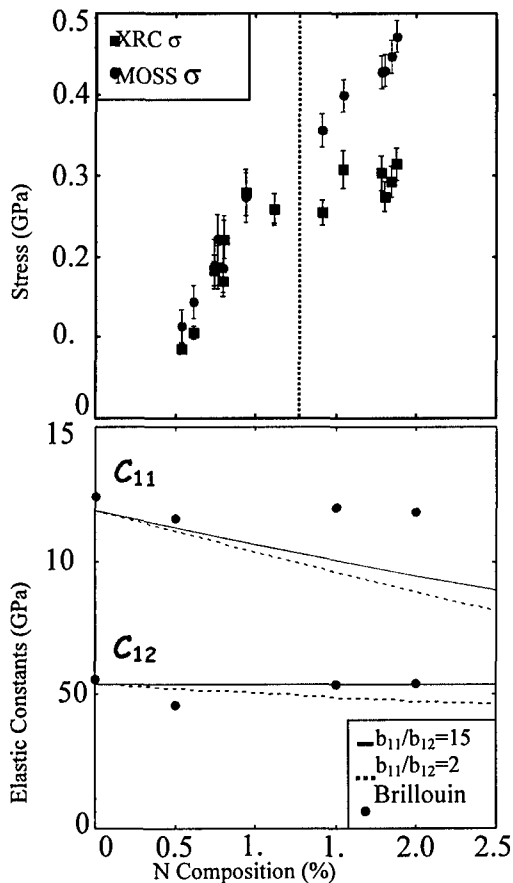 0.5
XRC σ
MOSS σ
0.4
0.3
0.2
0.
0
Stress (GPa)
15
C11
10
C12
50
0
Elastic Constants (GPa)
b11/b12=15
b11/b12=2
Brillouin
0 0.5 1. 1. 2.0 2.5
N Composition (%)